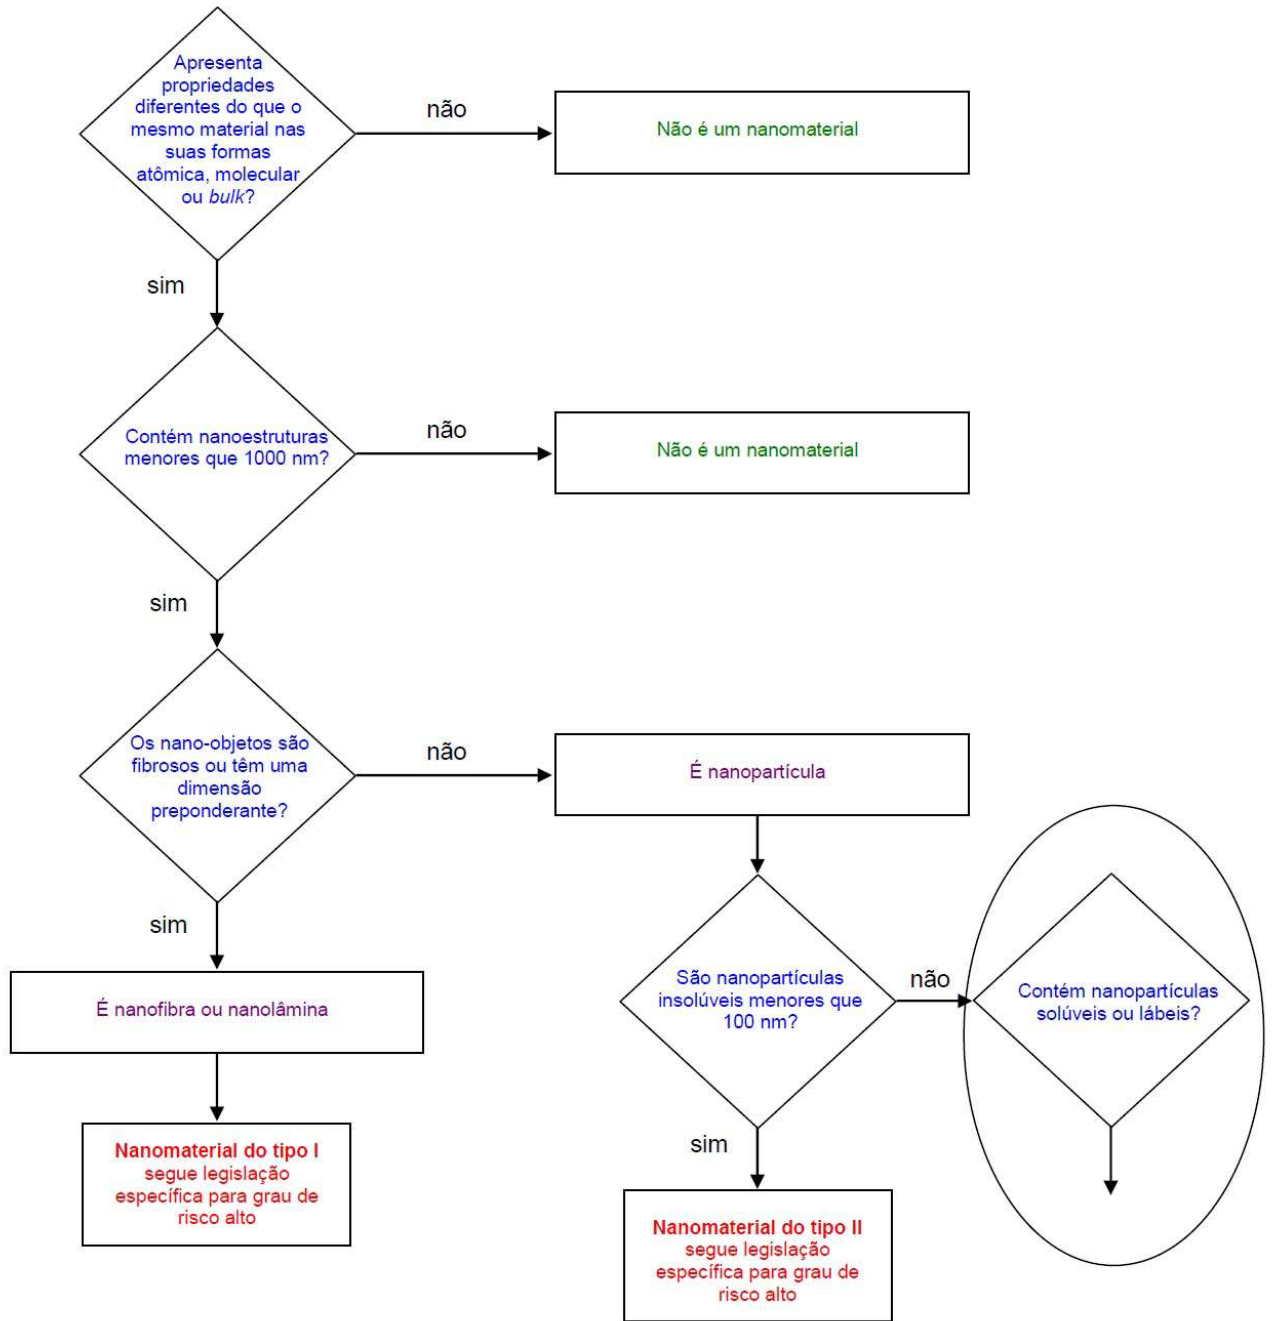 Apresenta
propriedades
diferentes do que o
mesmo material nas
suas formas
atômica, molecular
ou bulk?
não
Não é um nanomaterial
sim
Contém nanoestruturas
menores que 1000 nm?
não
Não é um nanomaterial
sim
Os nano-objetos são
fibrosos ou têm uma
dimensão
preponderante?
não
É nanopartícula
sim
É nanofibra ou nanolâmina
Nanomaterial do tipo I
segue legislação
específica para grau de
risco alto
São nanopartículas
insolúveis menores que
100 nm?
não
Contém nanopartículas
solúveis ou lábeis?
sim
Nanomaterial do tipo II
segue legislação
específica para grau de
risco alto